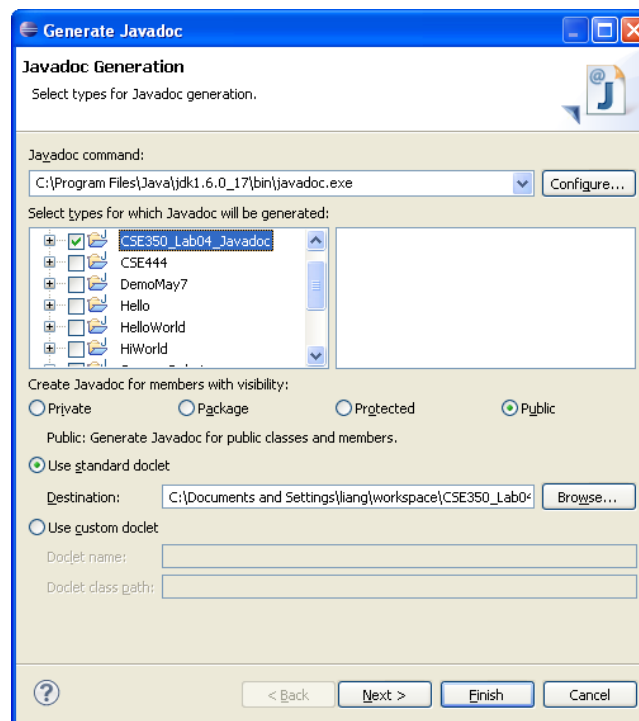 Generate Javadoc
Javadoc Generation
Select types for Javadoc generation.
Javadoc command:
C:\Program Files\Java\jdk1.6.0_17\bin\javadoc.exe
Configure...
Select types for which Javadoc will be generated:
CSE350_Lab04_Javadoc
CSE444
DemoMay7
Hello
HelloWorld
HiWorld
Create Javadoc for members with visibility:
Private Package Protected Public
Public: Generate Javadoc for public classes and members.
Use standard doclet
Destination: C:\Documents and Settings\liang\workspace\CSE350_Lab04 Browse...
Use custom doclet
Doclet name:
Doclet class path:
< Back Next > Finish Cancel